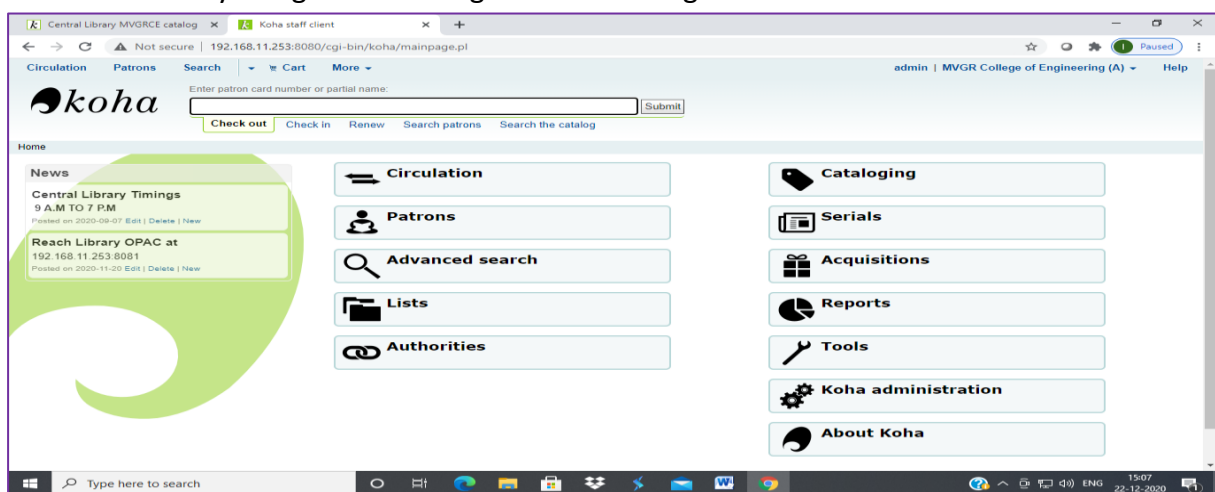 Central Library MVGRCE catalog
Koha staff client
Not secure | 192.168.11.253:8080/cgi-bin/koha/mainpage.pl
Paused
Circulation Patrons Search Cart More
admin | MVGR College of Engineering (A) Help
koha
Enter patron card number or partial name:
Submit
Check out Check in Renew Search patrons Search the catalog
Home
News
Central Library Timings
9 A.M TO 7 P.M
Posted on 2020-09-07 Edit | Delete | New
Reach Library OPAC at
192.168.11.253:8081
Posted on 2020-11-20 Edit | Delete | New
Circulation
Patrons
Advanced search
Lists
Authorities
Cataloging
Serials
Acquisitions
Reports
Tools
Koha administration
About Koha
Type here to search
ENG
15:07
22-12-2020